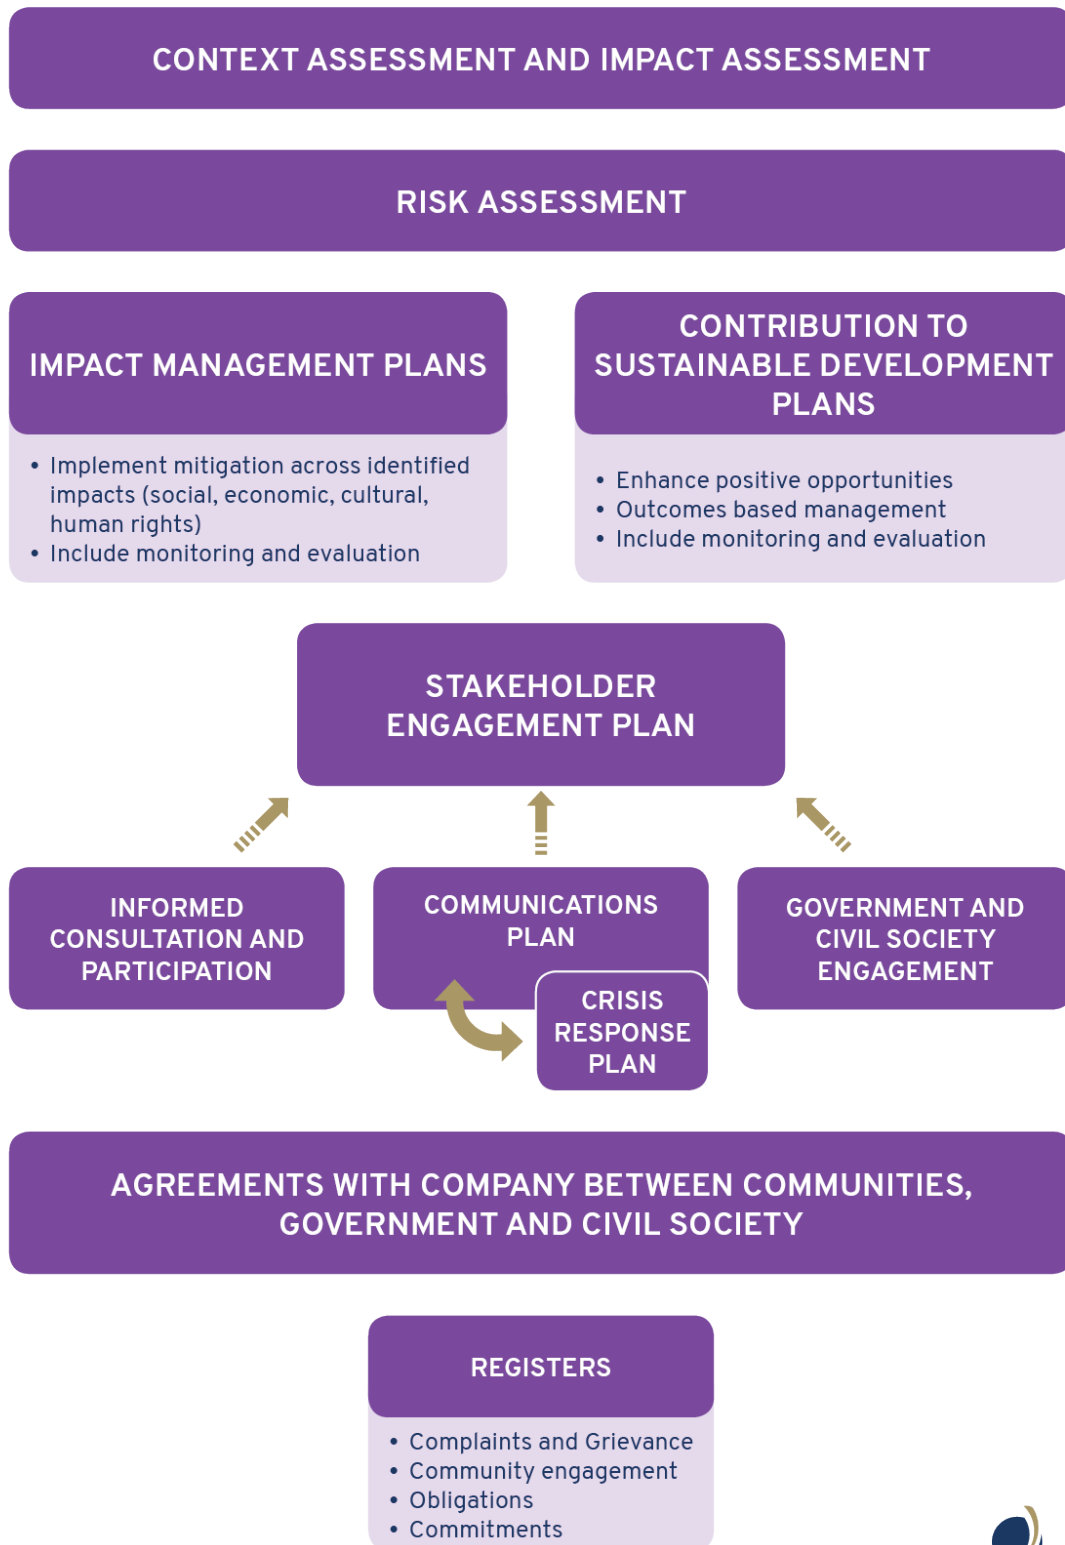 CONTEXT ASSESSMENT AND IMPACT ASSESSMENT
RISK ASSESSMENT
IMPACT MANAGEMENT PLANS
• Implement mitigation across identified
impacts (social, economic, cultural,
human rights)
• Include monitoring and evaluation
CONTRIBUTION TO
SUSTAINABLE DEVELOPMENT
PLANS
• Enhance positive opportunities
• Outcomes based management
• Include monitoring and evaluation
STAKEHOLDER
ENGAGEMENT PLAN
INFORMED
CONSULTATION AND
PARTICIPATION
COMMUNICATIONS
PLAN
CRISIS
RESPONSE
PLAN
GOVERNMENT AND
CIVIL SOCIETY
ENGAGEMENT
AGREEMENTS WITH COMPANY BETWEEN COMMUNITIES,
GOVERNMENT AND CIVIL SOCIETY
REGISTERS
• Complaints and Grievance
• Community engagement
• Obligations
• Commitments